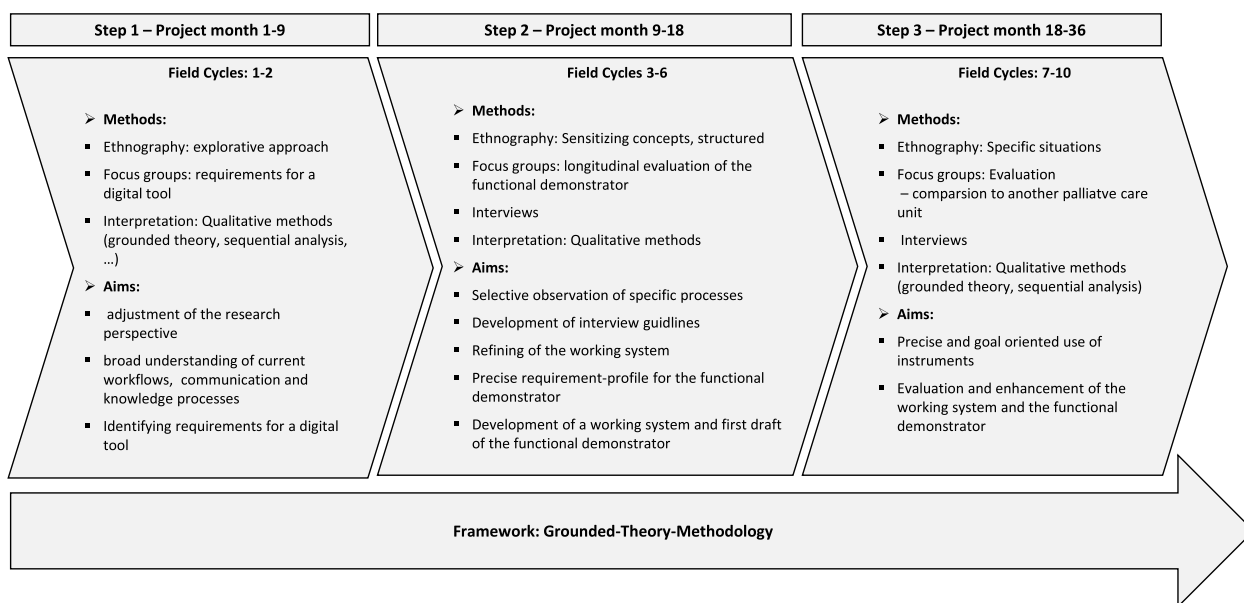 Step 1 – Project month 1-9
Field Cycles: 1-2
➢ Methods:
▪ Ethnography: explorative approach
▪ Focus groups: requirements for a
digital tool
▪ Interpretation: Qualitative methods
(grounded theory, sequential analysis,
…)
➢ Aims:
▪ adjustment of the research
perspective
▪ broad understanding of current
workflows, communication and
knowledge processes
▪ Identifying requirements for a digital
tool
Step 2 – Project month 9-18
Field Cycles 3-6
➢ Methods:
▪ Ethnography: Sensitizing concepts, structured
▪ Focus groups: longitudinal evaluation of the
functional demonstrator
▪ Interviews
▪ Interpretation: Qualitative methods
➢ Aims:
▪ Selective observation of specific processes
▪ Development of interview guidlines
▪ Refining of the working system
▪ Precise requirement-profile for the functional
demonstrator
▪ Development of a working system and first draft
of the functional demonstrator
Step 3 – Project month 18-36
Field Cycles: 7-10
➢ Methods:
▪ Ethnography: Specific situations
▪ Focus groups: Evaluation
– comparsion to another palliatve care
unit
▪ Interviews
▪ Interpretation: Qualitative methods
(grounded theory, sequential analysis)
➢ Aims:
▪ Precise and goal oriented use of
instruments
▪ Evaluation and enhancement of the
working system and the functional
demonstrator
Framework: Grounded-Theory-Methodology